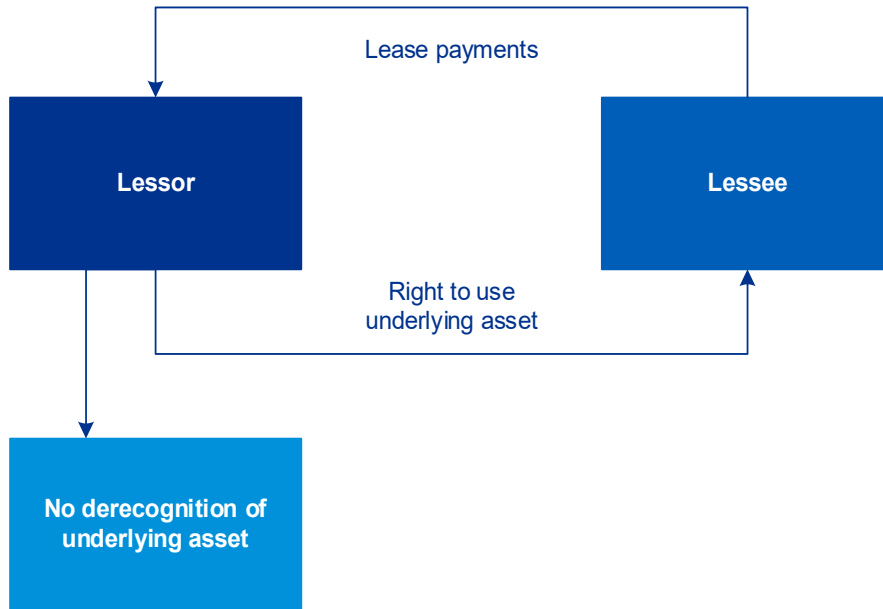 Lease payments
Lessor
Lessee
Right to use
underlying asset
No derecognition of
underlying asset